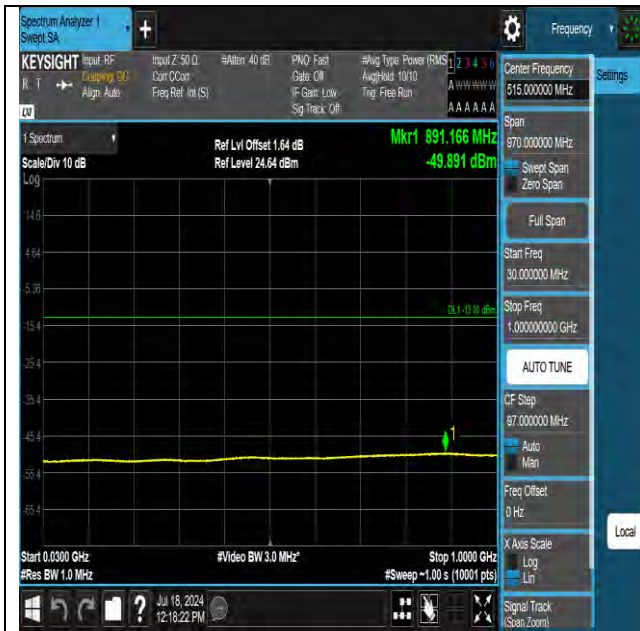 Spectrum Analyzer 1
Swept SA
+
Frequency
KEYSIGHT
R T
Input: RF
Coupling: DC
Align: Auto
Input Z: 50 Ω
Corr CCorr
Freq Ref: Int (S)
#Atten: 40 dB
PNO: Fast
Gate: Off
IF Gain: Low
Sig Track: Off
#Avg Type: Power (RMS)
Avg|Hold: 10/10
Trig: Free Run
1 2 3 4 5 6
A W W W W W
A A A A A A
1 Spectrum
Scale/Div 10 dB
Log
Ref Lvl Offset 1.64 dB
Ref Level 24.64 dBm
Mkr1 891.166 MHz
-49.891 dBm
14.6
4.64
-5.36
-15.4
-25.4
-35.4
-45.4
-55.4
-65.4
DL1 -13.00 dBm
1
Start 0.0300 GHz
#Res BW 1.0 MHz
#Video BW 3.0 MHz*
Stop 1.0000 GHz
#Sweep ~1.00 s (10001 pts)
?
Jul 18, 2024
12:18:22 PM
Center Frequency
515.000000 MHz
Settings
Span
970.000000 MHz
Swept Span
Zero Span
Full Span
Start Freq
30.000000 MHz
Stop Freq
1.000000000 GHz
AUTO TUNE
CF Step
97.000000 MHz
Auto
Man
Freq Offset
0 Hz
X Axis Scale
Log
Lin
Local
Signal Track
(Span Zoom)